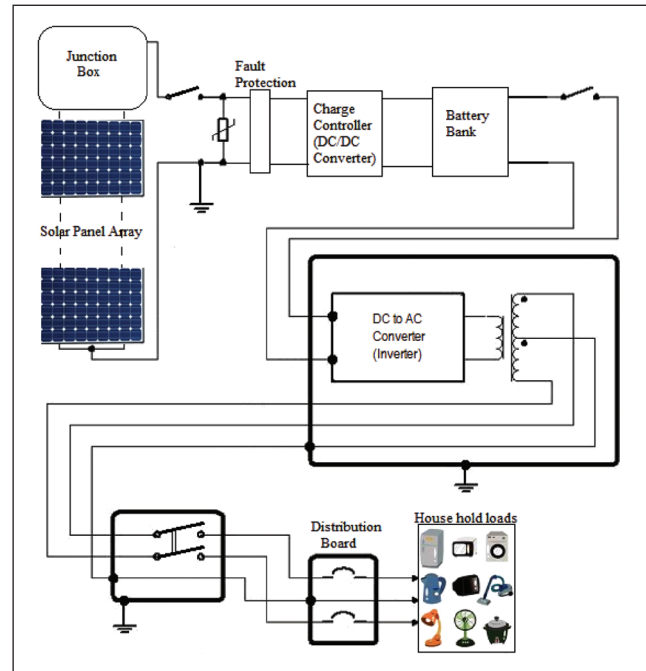 Junction
Box
Fault
Protection
Charge
Controller
(DC/DC
Converter)
Battery
Bank
Solar Panel Array
DC to AC
Converter
(Inverter)
Distribution
Board
House hold loads